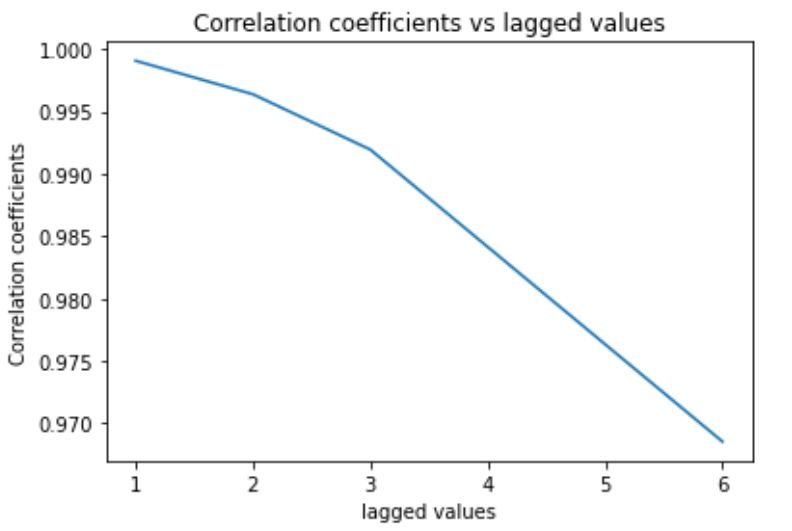 Correlation coefficients vs lagged values
1.000
0.995
0.990
0.985
0.980
0.975
0.970
Correlation coefficients
1 2 3 4 5 6
lagged values